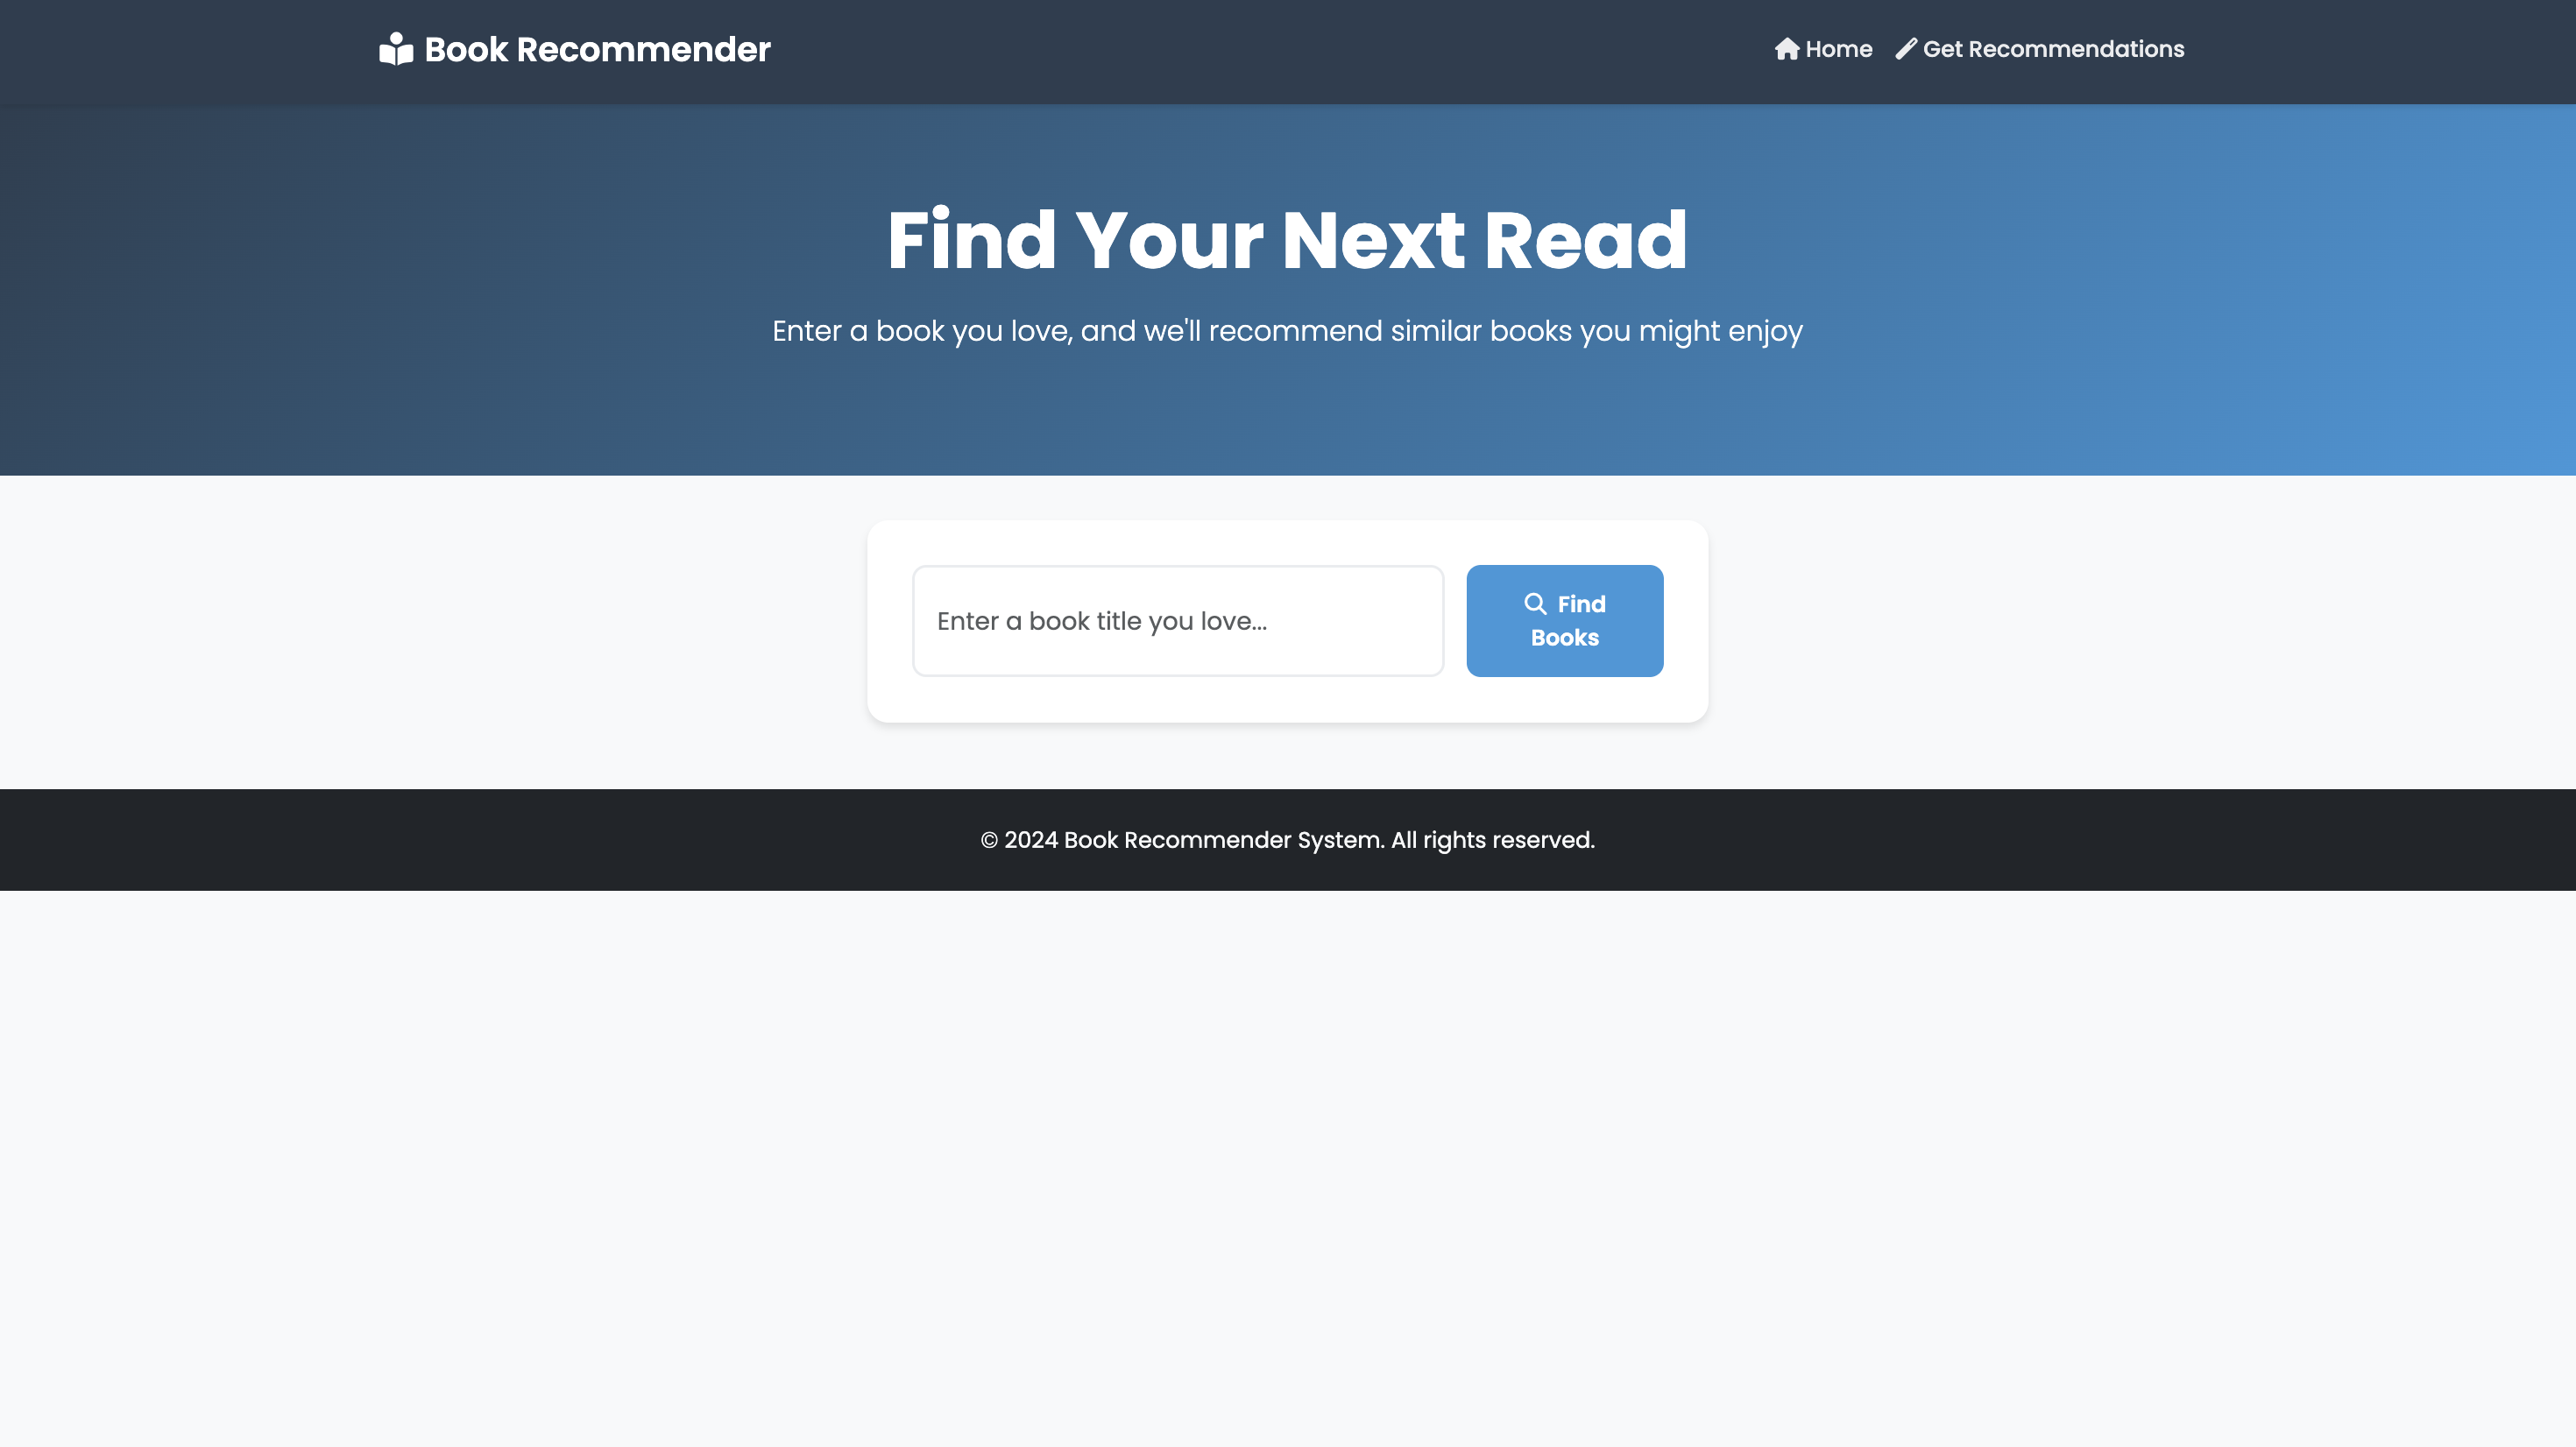 Book Recommender
Home
Get Recommendations
Find Your Next Read
Enter a book you love, and we'll recommend similar books you might enjoy
Enter a book title you love...
Find
Books
© 2024 Book Recommender System. All rights reserved.